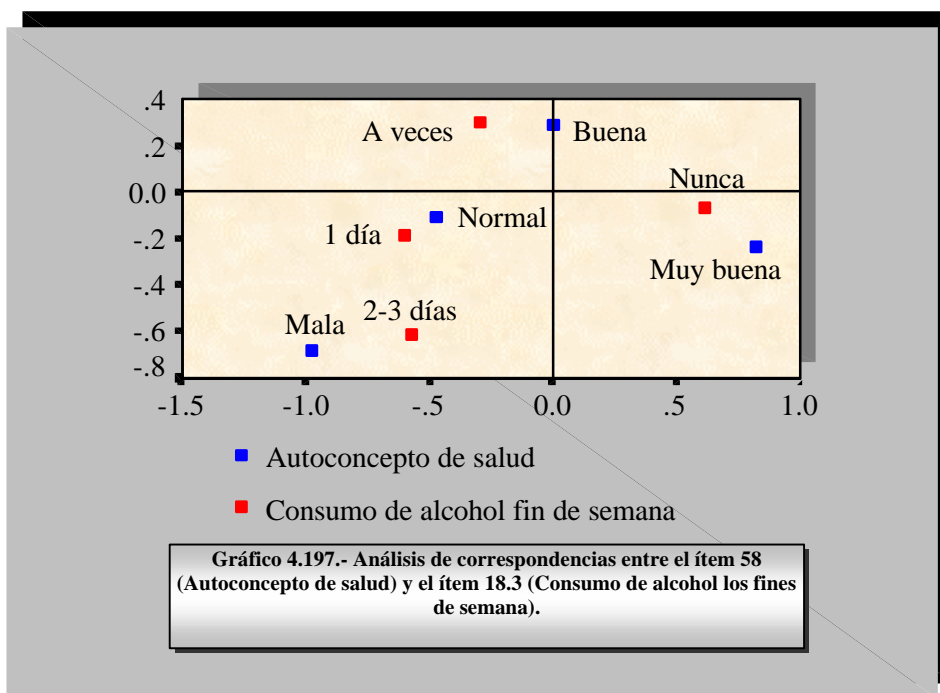 .4
A veces
Buena
.2
Nunca
0.0
Normal
1 día
-.2
Muy buena
-.4
2-3 días
Mala
-.6
-.8
-1.5 -1.0 -.5 0.0 .5 1.0
Autoconcepto de salud
Consumo de alcohol fin de semana
Gráfico 4.197.- Análisis de correspondencias entre el ítem 58
(Autoconcepto de salud) y el ítem 18.3 (Consumo de alcohol los fines
de semana).